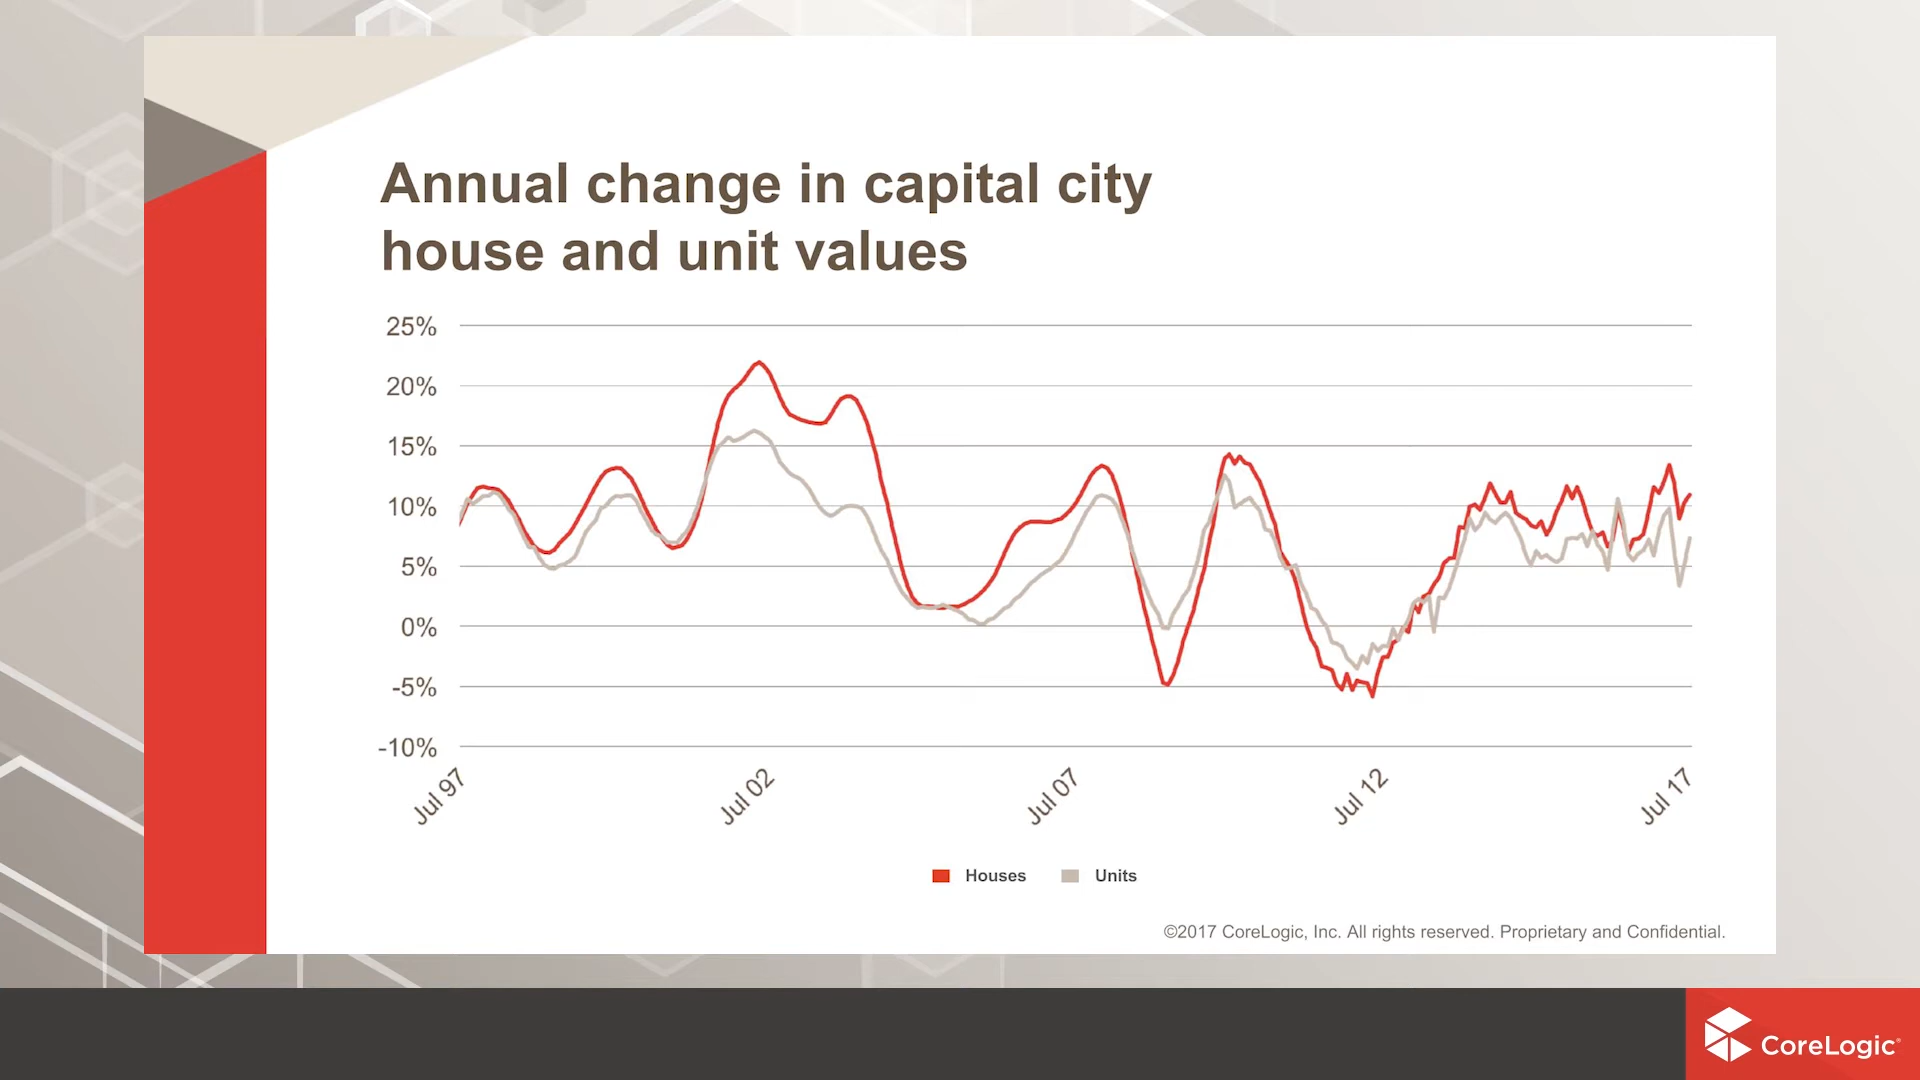 Annual change in capital city
house and unit values
25%
20%
15%
10%
5%
0%
-5%
-10%
Jul 97
Jul 02
Jul 07
Jul 12
Jul 17
Houses
Units
©2017 CoreLogic, Inc. All rights reserved. Proprietary and Confidential.
CoreLogic